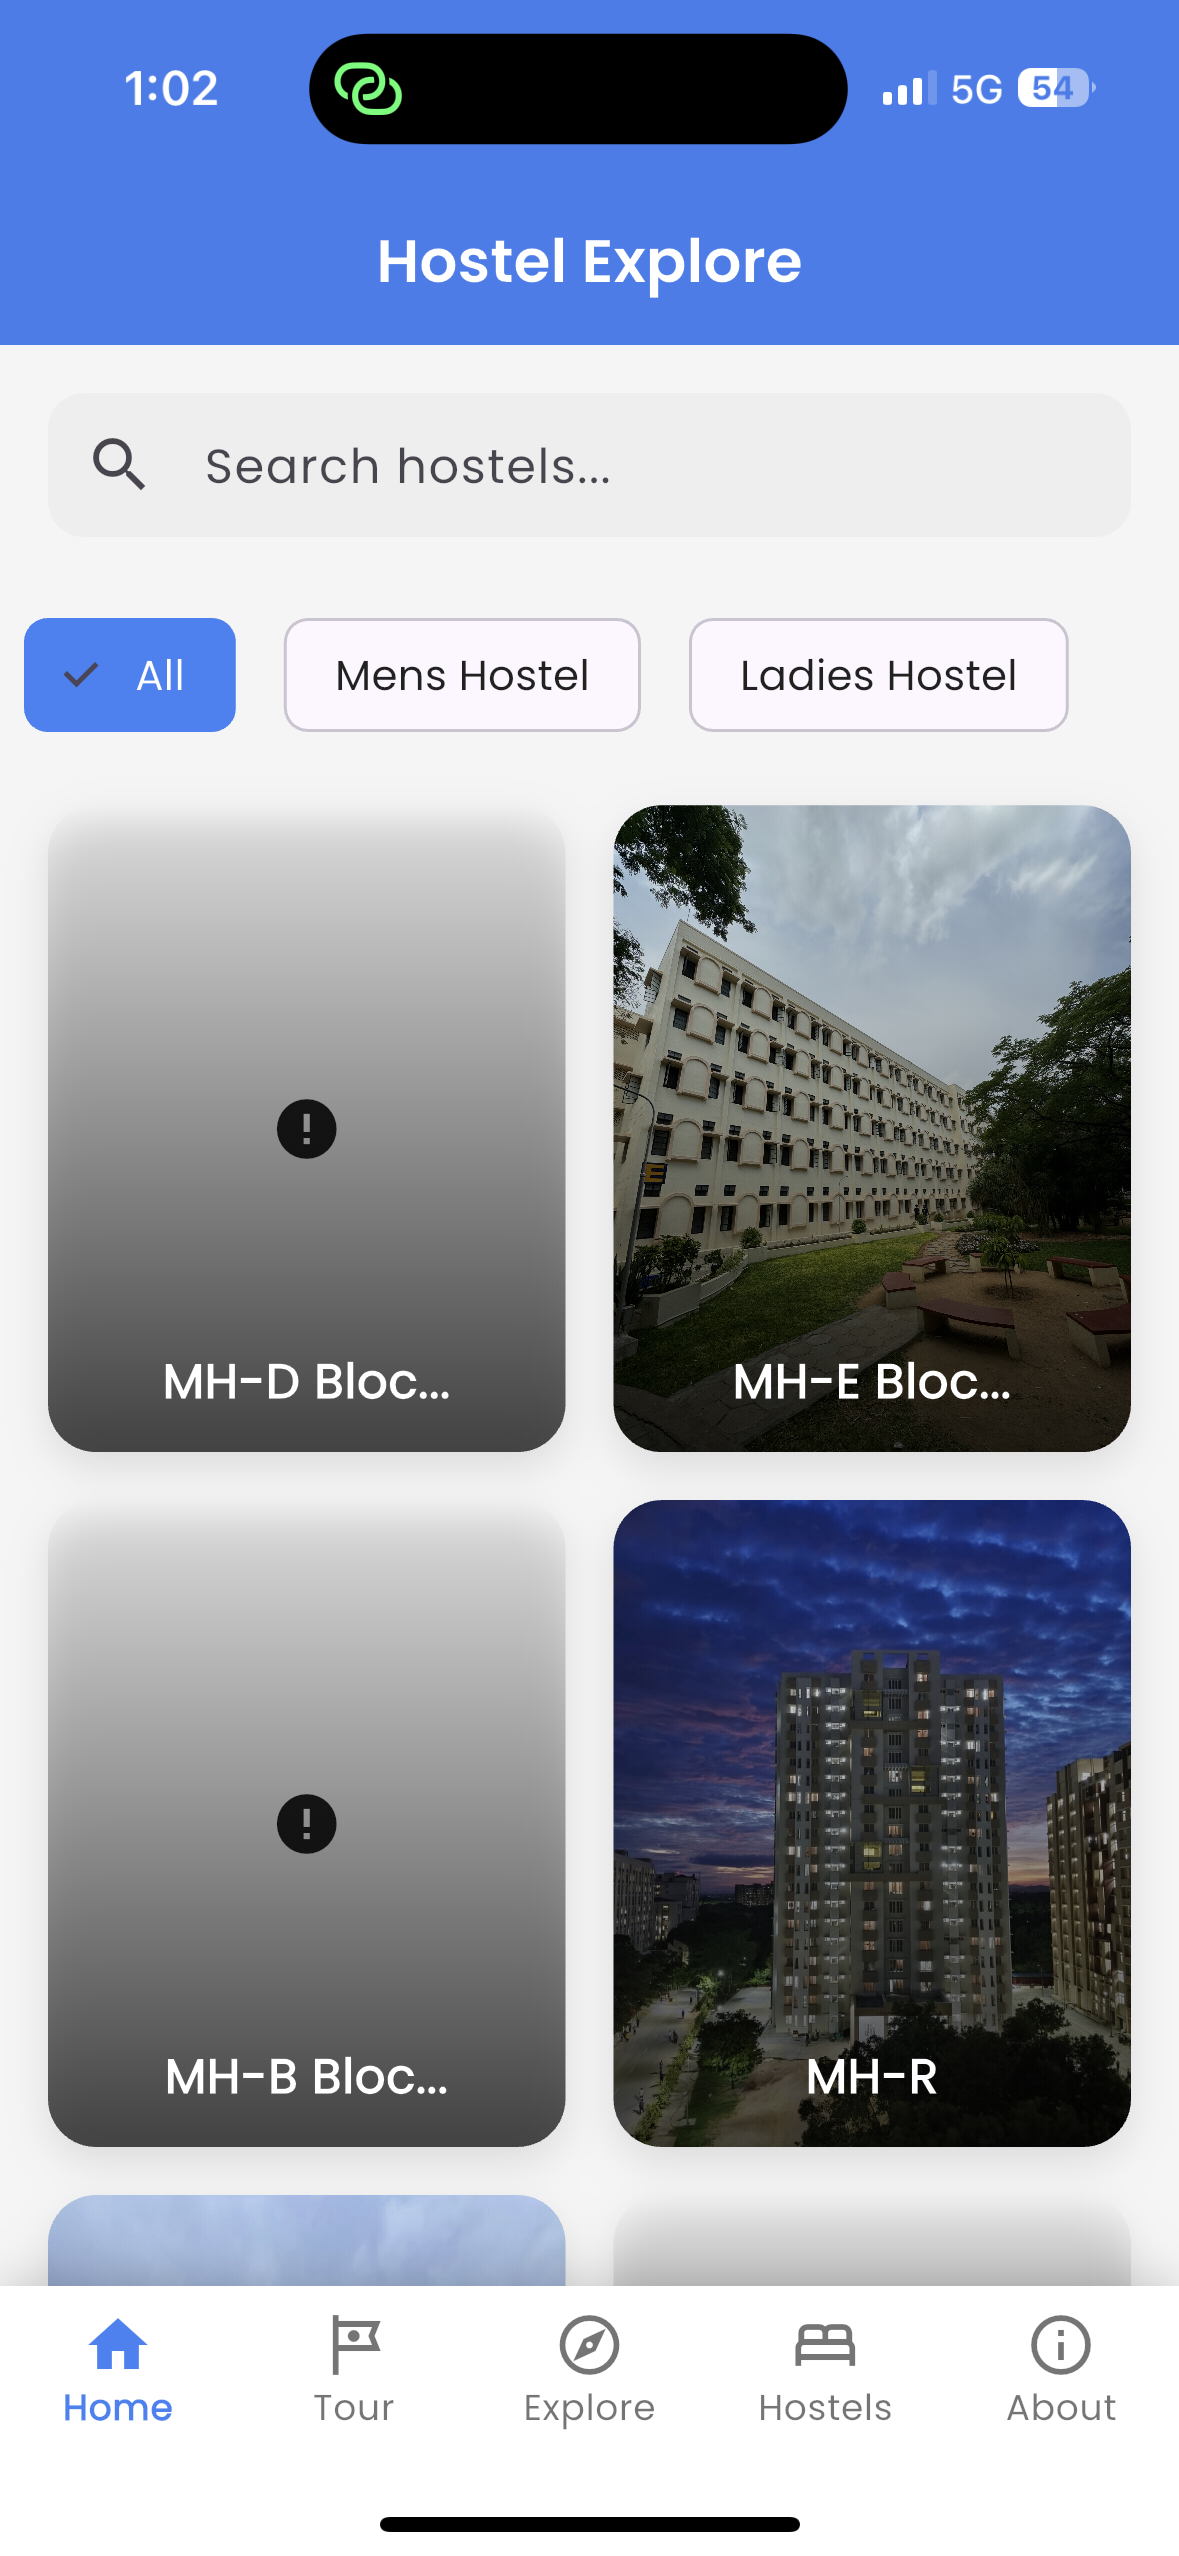 1:02
5G
54
Hostel Explore
Search hostels...
All
Mens Hostel
Ladies Hostel
MH-D Bloc...
E
MH-E Bloc...
MH-B Bloc...
MH-R
Home
Tour
Explore
Hostels
About